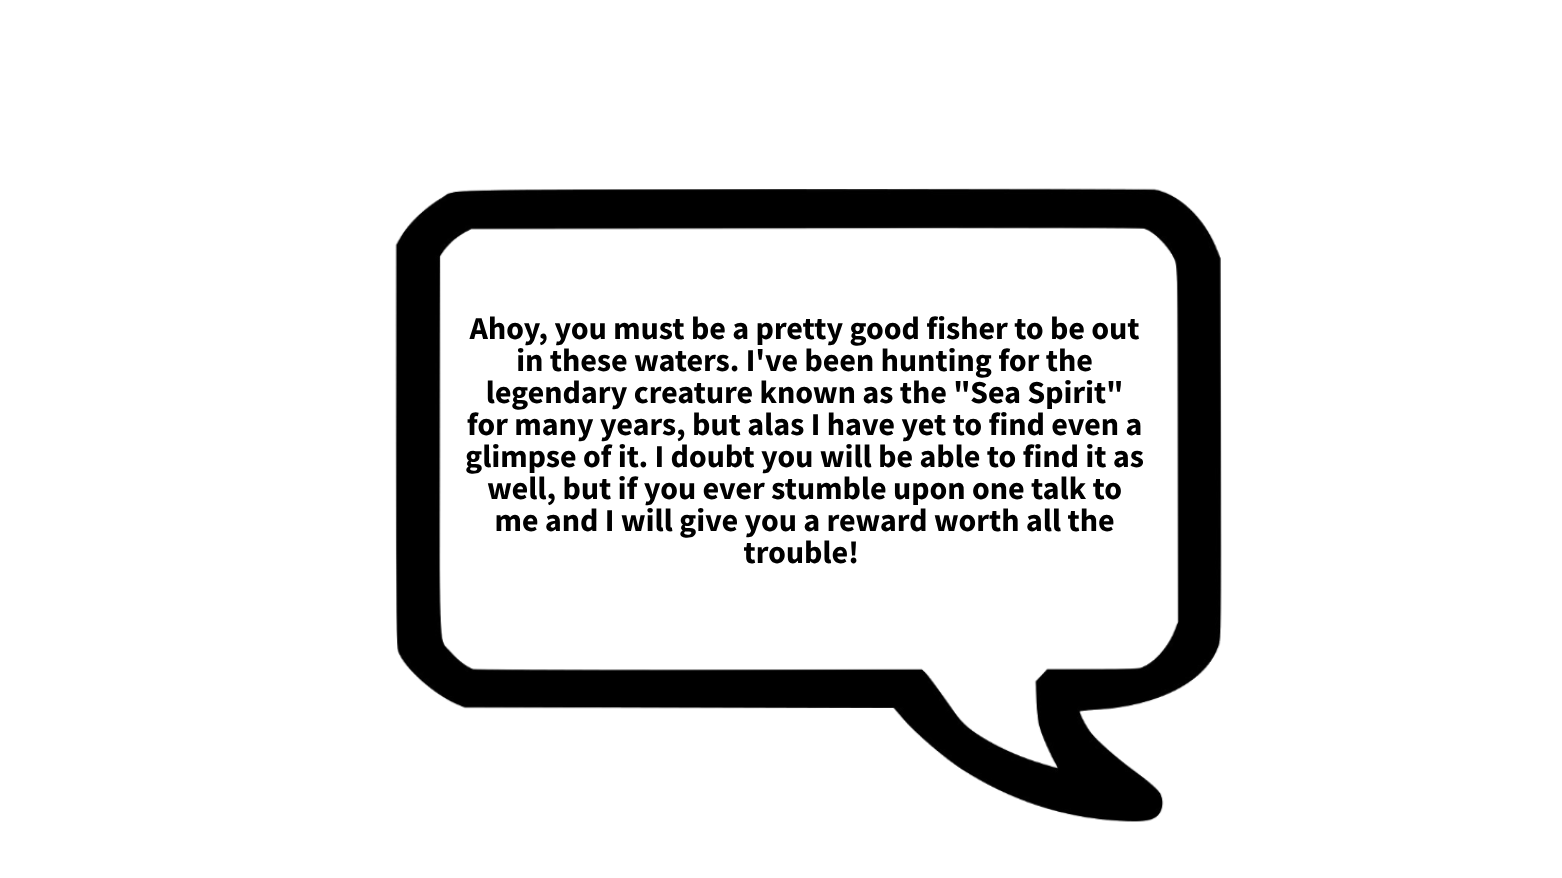 Ahoy, you must be a pretty good fisher to be out
in these waters. I've been hunting for the
legendary creature known as the "Sea Spirit"
for many years, but alas I have yet to find even a
glimpse of it. I doubt you will be able to find it as
well, but if you ever stumble upon one talk to
me and I will give you a reward worth all the
trouble!